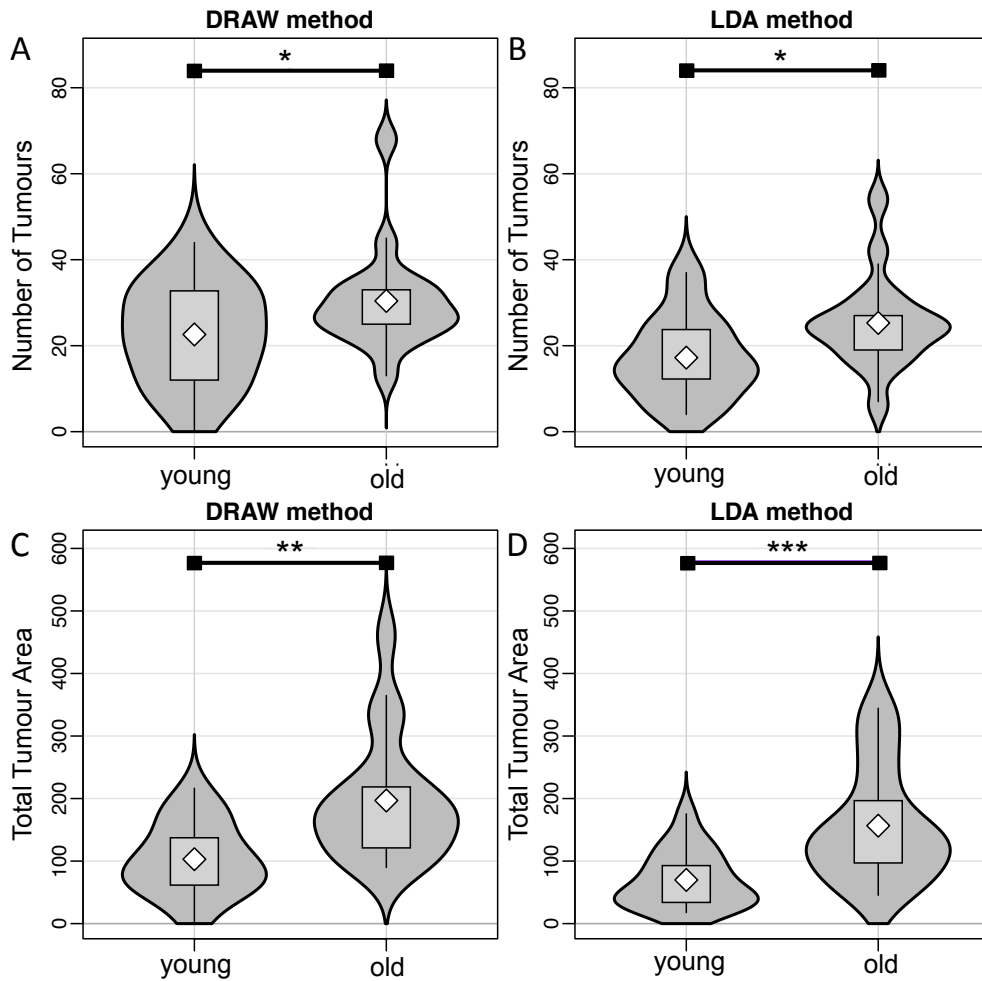 DRAW method
A
*
Number of Tumours
80
60
40
20
0
young
old
LDA method
B
*
Number of Tumours
80
60
40
20
0
young
old
DRAW method
C
**
Total Tumour Area
600
500
400
300
200
100
0
young
old
LDA method
D
***
Total Tumour Area
600
500
400
300
200
100
0
young
old